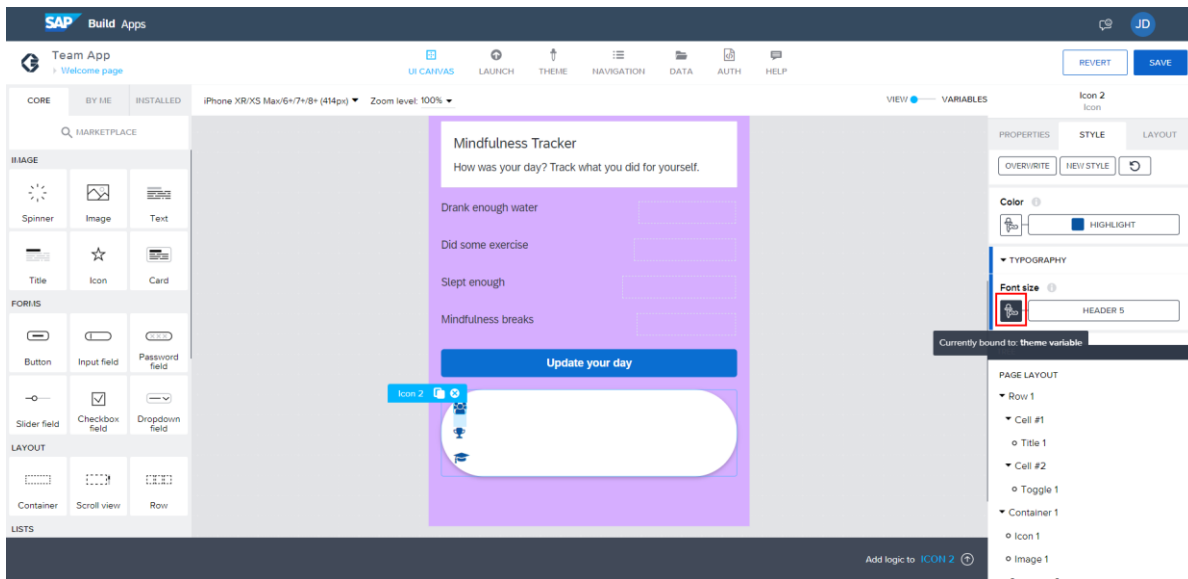 SAP Build Apps
JD
Team App
Welcome page
UI CANVAS LAUNCH THEME NAVIGATION DATA AUTH HELP
REVERT SAVE
CORE BY ME INSTALLED
iPhone XR/XS Max/6+/7+/8+ (414px) Zoom level: 100%
VIEW VARIABLES
Icon 2
Icon
MARKETPLACE
PROPERTIES STYLE LAYOUT
OVERWRITE NEW STYLE
IMAGE
Spinner Image Text
Title Icon Card
FORMS
Button Input field Password field
Slider field Checkbox field Dropdown field
LAYOUT
Container Scroll view Row
LISTS
Mindfulness Tracker
How was your day? Track what you did for yourself.
Drank enough water
Did some exercise
Slept enough
Mindfulness breaks
Update your day
Icon 2
Color
HIGHLIGHT
TYPOGRAPHY
Font size
HEADER 5
Currently bound to: theme variable
PAGE LAYOUT
Row 1
Cell #1
Title 1
Cell #2
Toggle 1
Container 1
Icon 1
Image 1
Add logic to ICON 2